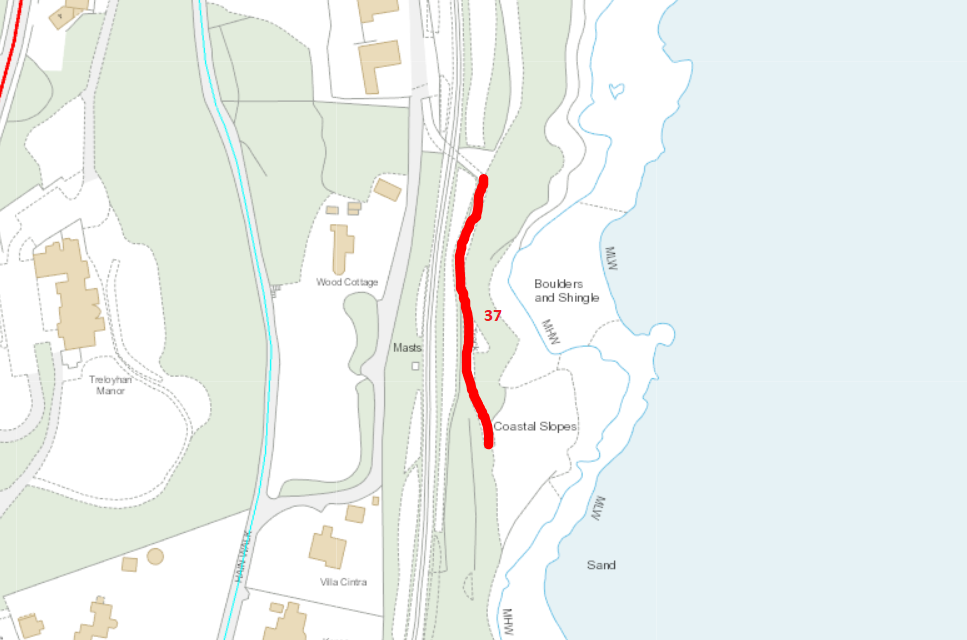 MLW
Wood Cottage
Boulders
and Shingle
37
MHW
Masts
Treloyhan
Manor
Coastal Slopes
MLW
HAIN WALK
Sand
Villa Cintra
MHW